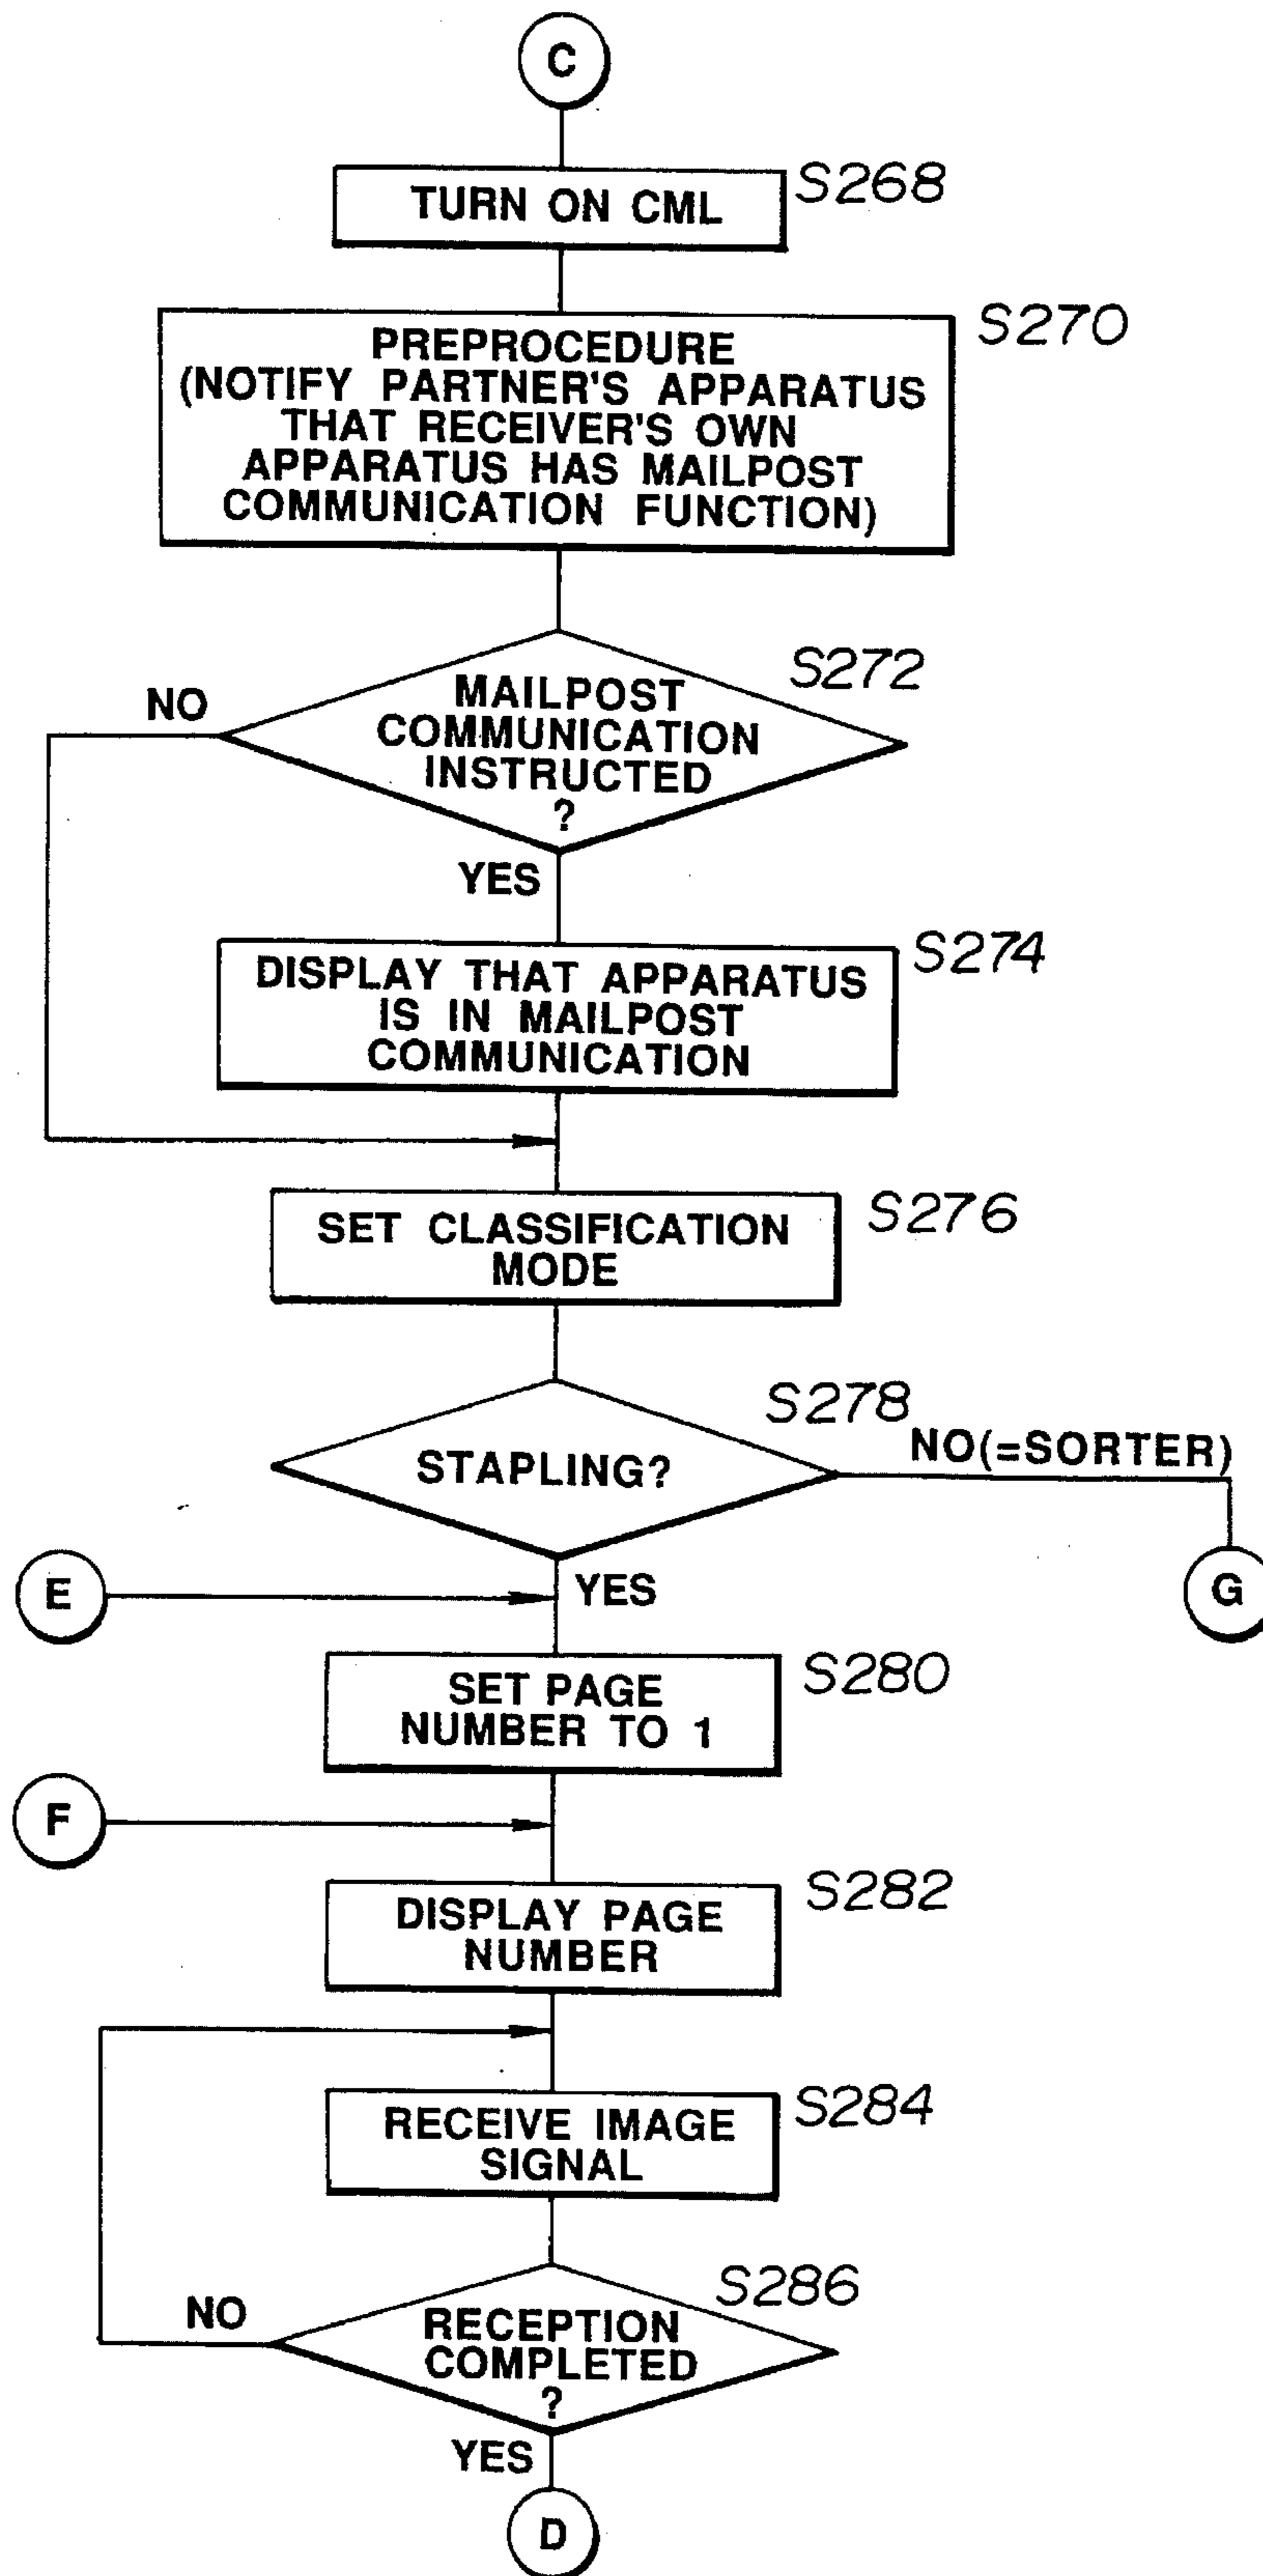 C
TURN ON CML
S268
PREPROCEDURE
(NOTIFY PARTNER'S APPARATUS
THAT RECEIVER'S OWN
APPARATUS HAS MAILPOST
COMMUNICATION FUNCTION)
S270
MAILPOST
COMMUNICATION
INSTRUCTED
?
S272
NO
YES
DISPLAY THAT APPARATUS
IS IN MAILPOST
COMMUNICATION
S274
SET CLASSIFICATION
MODE
S276
STAPLING?
S278
NO(=SORTER)
G
YES
E
SET PAGE
NUMBER TO 1
S280
F
DISPLAY PAGE
NUMBER
S282
RECEIVE IMAGE
SIGNAL
S284
RECEPTION
COMPLETED
?
S286
NO
YES
D